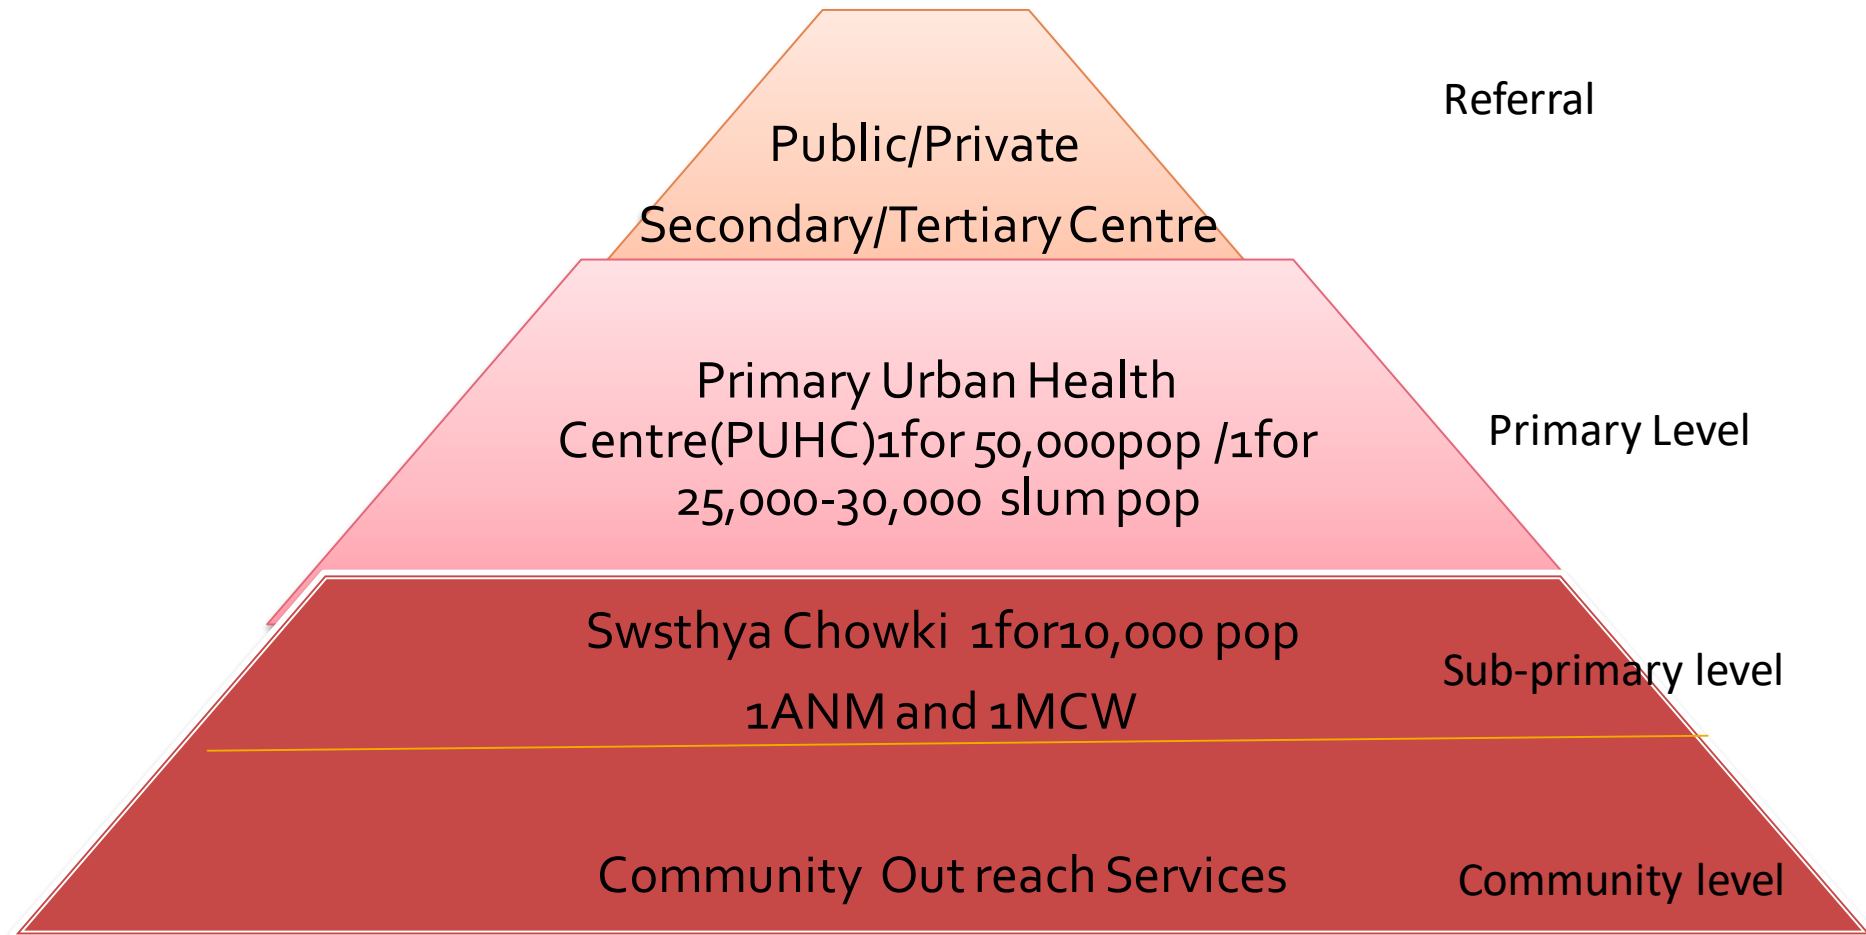 Referral
Public/Private
Secondary/Tertiary Centre
Primary Urban Health
Centre(PUHC)1for 50,000pop /1for
25,000-30,000 slum pop
Primary Level
Swsthya Chowki 1for10,000 pop
1ANM and 1MCW
Sub-primary level
Community Out reach Services
Community level